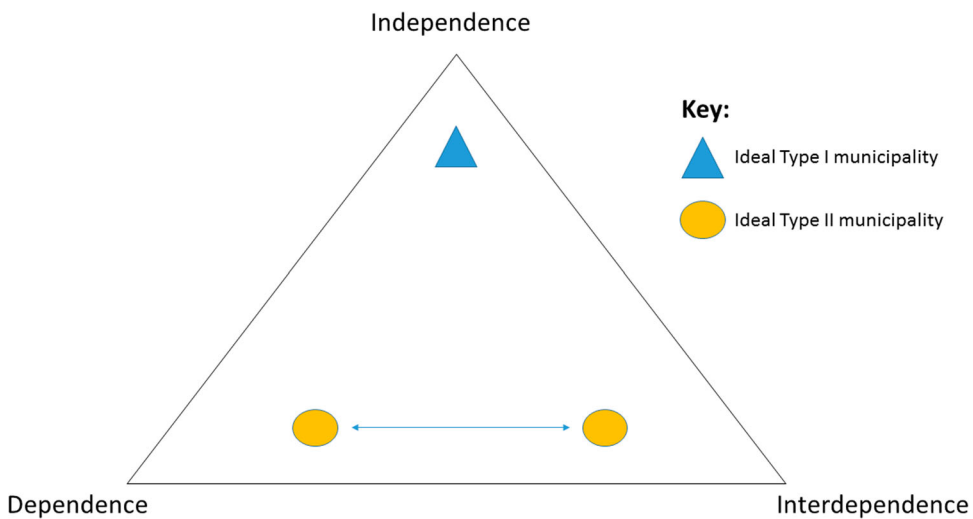 Independence
Key:
Ideal Type I municipality
Ideal Type II municipality
Dependence
Interdependence